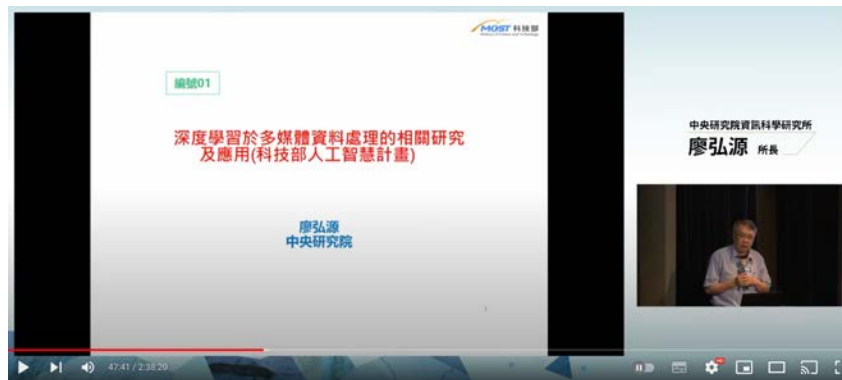 MOST 科技部
編號01
深度學習於多媒體資料處理的相關研究
及應用(科技部人工智慧計畫)
廖弘源
中央研究院
1
中央研究院資訊科學研究所
廖弘源 所長
47:41 / 2:38:29